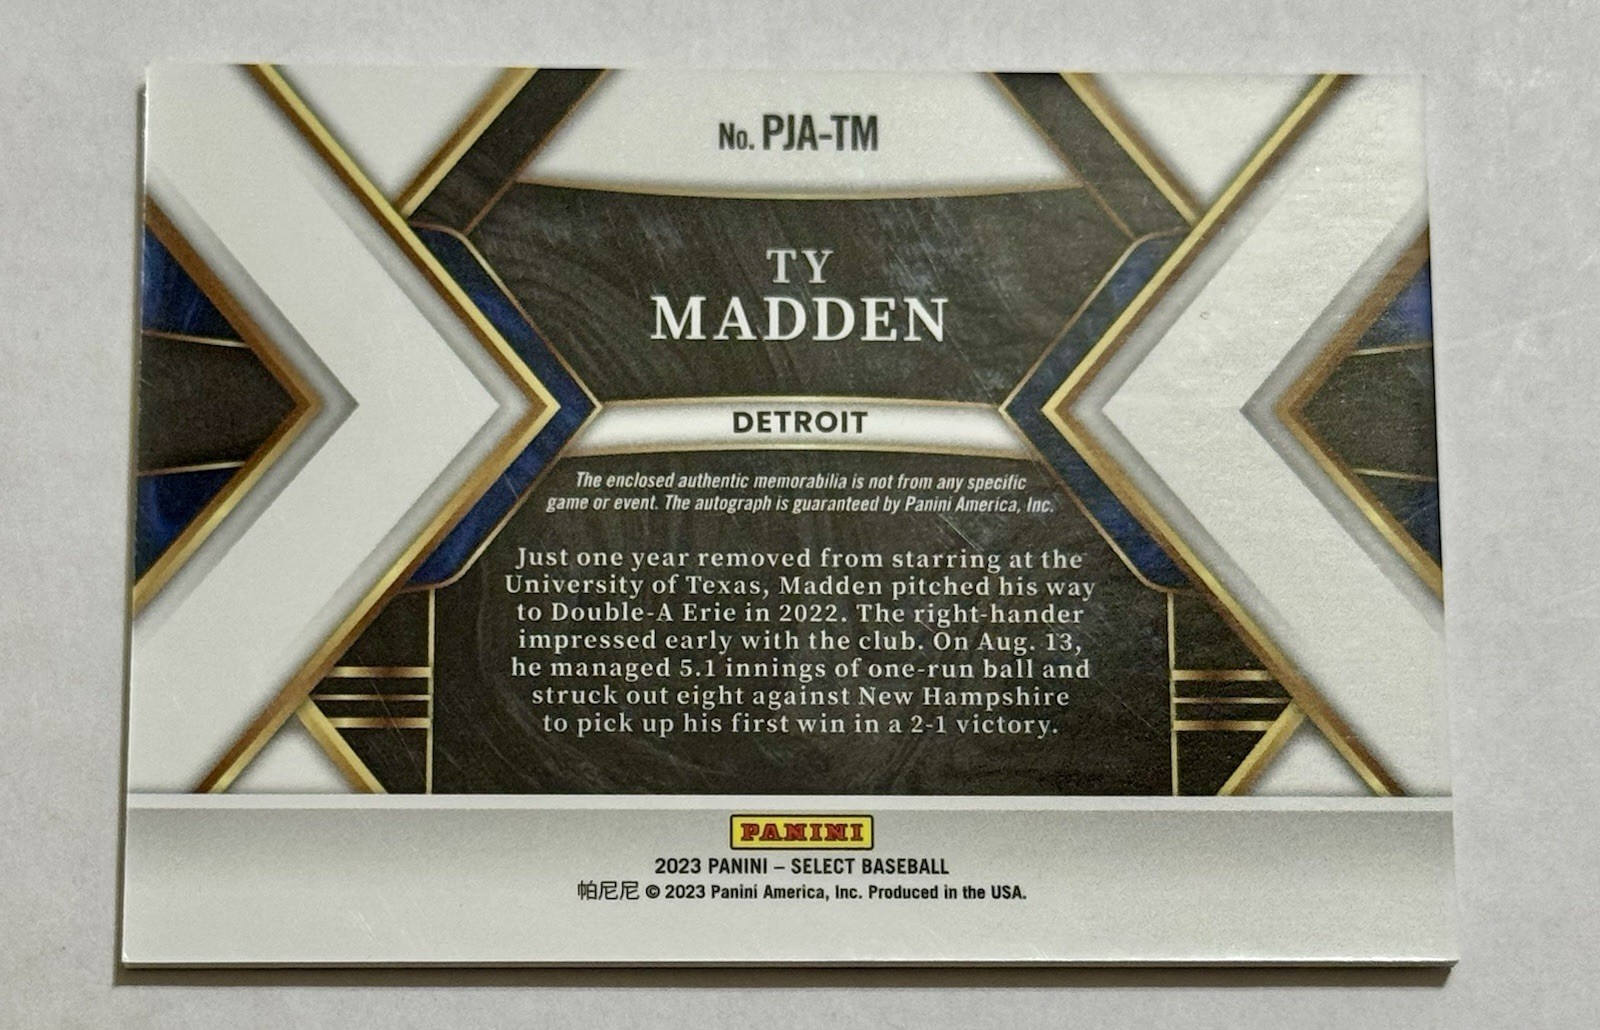 No. PJA-TM
TY
MADDEN
DETROIT
The enclosed authentic memorabilia is not from any specific
game or event. The autograph is guaranteed by Panini America, Inc.
Just one year removed from starring at the
University of Texas, Madden pitched his way
to Double-A Erie in 2022. The right-hander
impressed early with the club. On Aug. 13,
he managed 5.1 innings of one-run ball and
struck out eight against New Hampshire
to pick up his first win in a 2-1 victory.
PANINI
2023 PANINI – SELECT BASEBALL
帕尼尼 © 2023 Panini America, Inc. Produced in the USA.